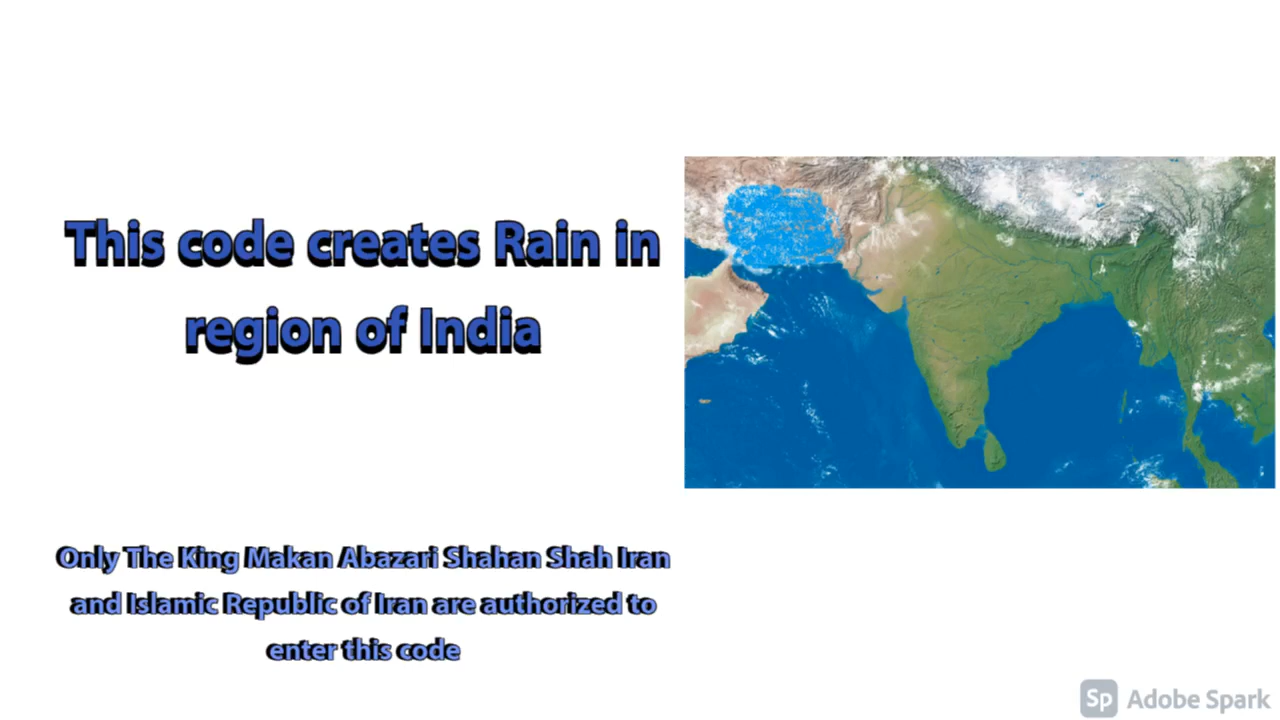 This code creates Rain in
region of India
Only The King Makan Abazari Shahan Shah Iran
and Islamic Republic of Iran are authorized to
enter this code
Sp Adobe Spark